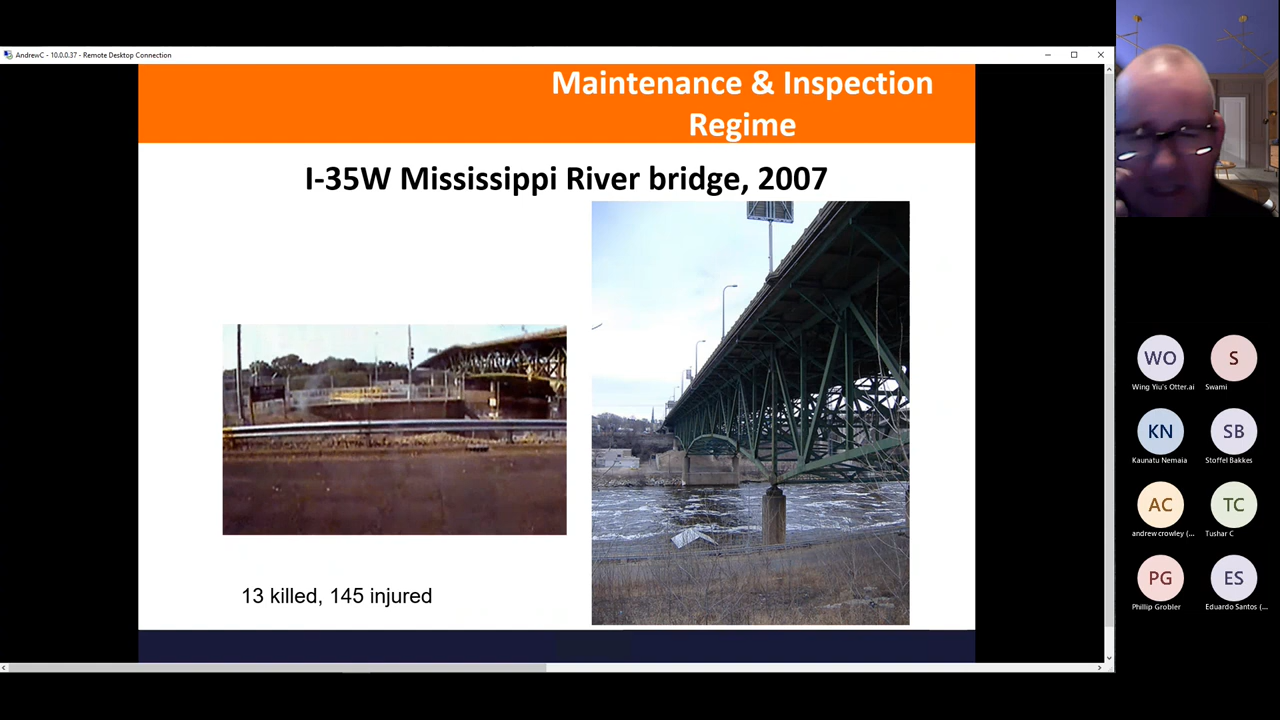 AndrewC - 10.0.0.37 - Remote Desktop Connection
Maintenance & Inspection
Regime
I-35W Mississippi River bridge, 2007
13 killed, 145 injured
WO
S
Wing Yiu's Otter.ai
Swami
KN
SB
Kaunatu Nemaia
Stoffel Bakkes
AC
TC
andrew crowley (...
Tushar C
PG
ES
Phillip Grobler
Eduardo Santos (...